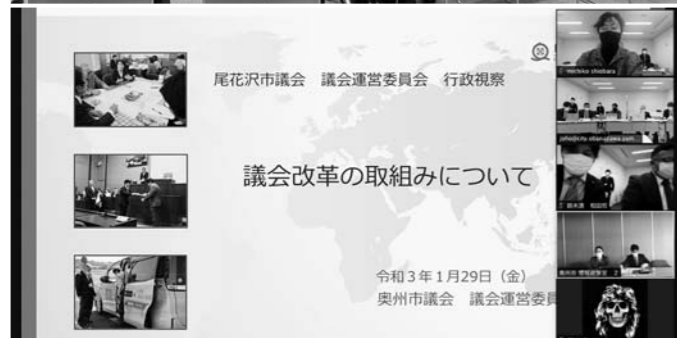 尾花沢市議会 議会運営委員会 行政視察
議会改革の取組みについて
令和3年1月29日（金）
奥州市議会 議会運営委員